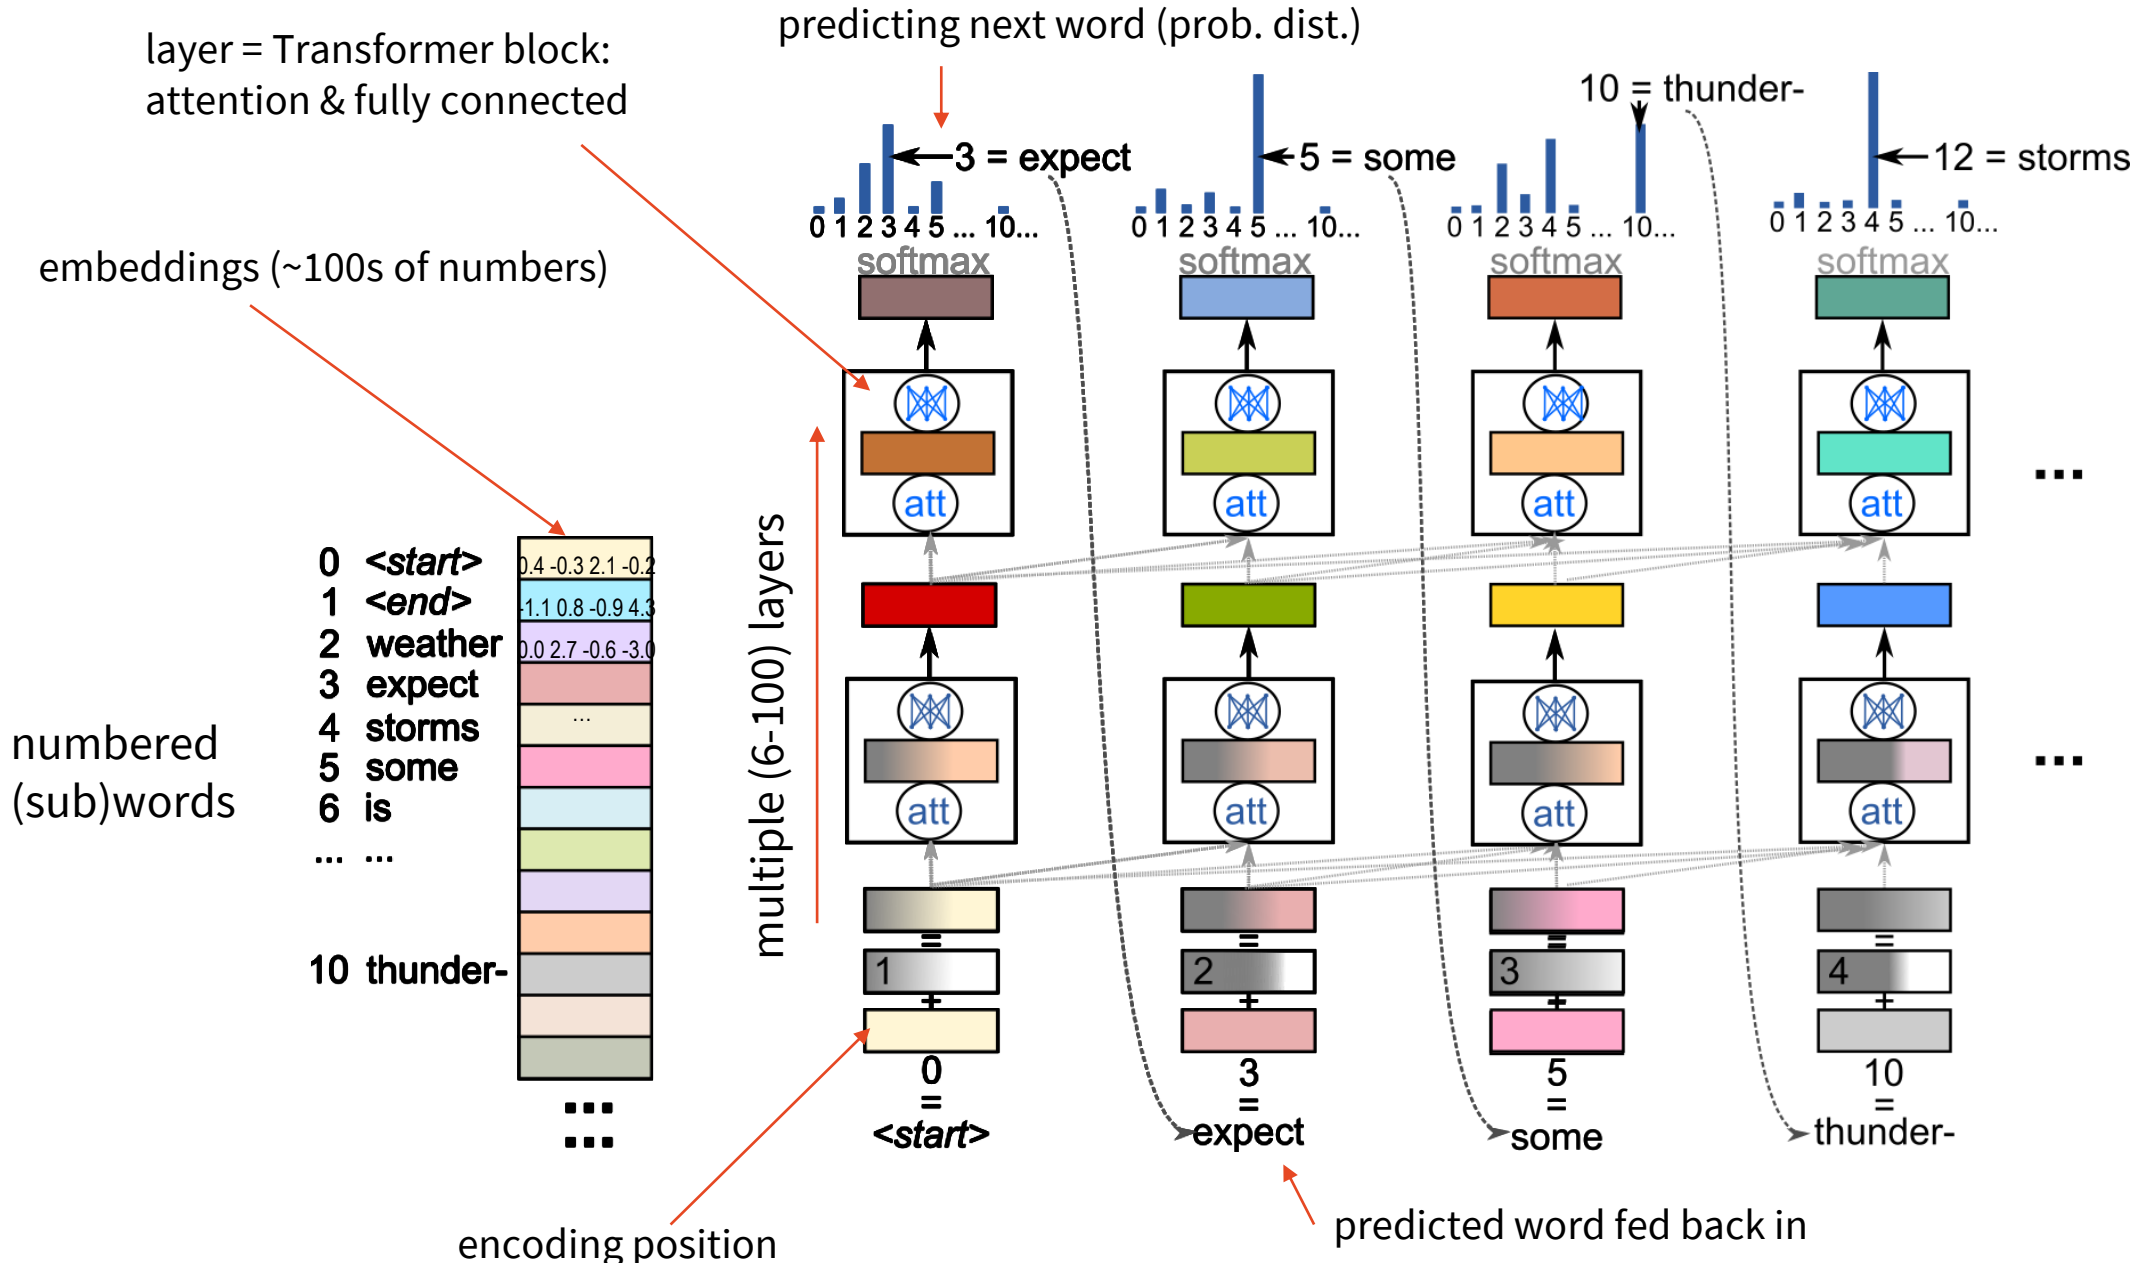 predicting next word (prob. dist.)
layer = Transformer block:
attention & fully connected
10 = thunder-
3 = expect
5 = some
12 = storms
0 1 2 3 4 5 ... 10...
0 1 2 3 4 5 ... 10...
0 1 2 3 4 5 ... 10...
0 1 2 3 4 5 ... 10...
softmax
softmax
softmax
softmax
embeddings (~100s of numbers)
att
att
att
att
...
multiple (6-100) layers
0 <start>
0.4 -0.3 2.1 -0.2
1 <end>
-1.1 0.8 -0.9 4.3
2 weather
0.0 2.7 -0.6 -3.0
3 expect
4 storms
...
5 some
6 is
... ...
10 thunder-
...
...
numbered
(sub)words
att
att
att
att
...
=
=
=
=
1
2
3
4
+
+
+
+
0
3
5
10
=
=
=
=
<start>
expect
some
thunder-
encoding position
predicted word fed back in